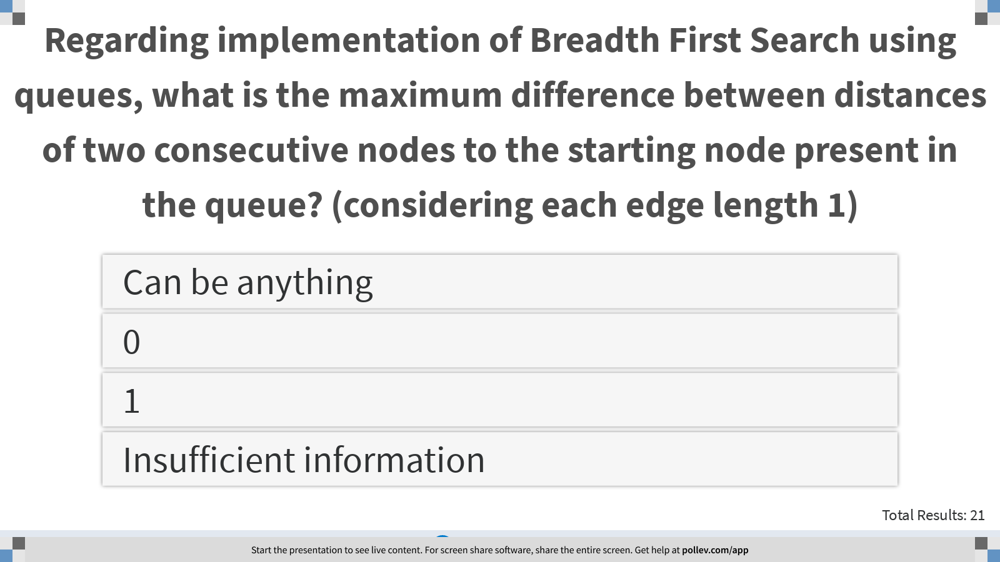 Regarding implementation of Breadth First Search using
queues, what is the maximum difference between distances
of two consecutive nodes to the starting node present in
the queue? (considering each edge length 1)
Can be anything
0
1
Insufficient information
Total Results: 21
Start the presentation to see live content. For screen share software, share the entire screen. Get help at pollev.com/app